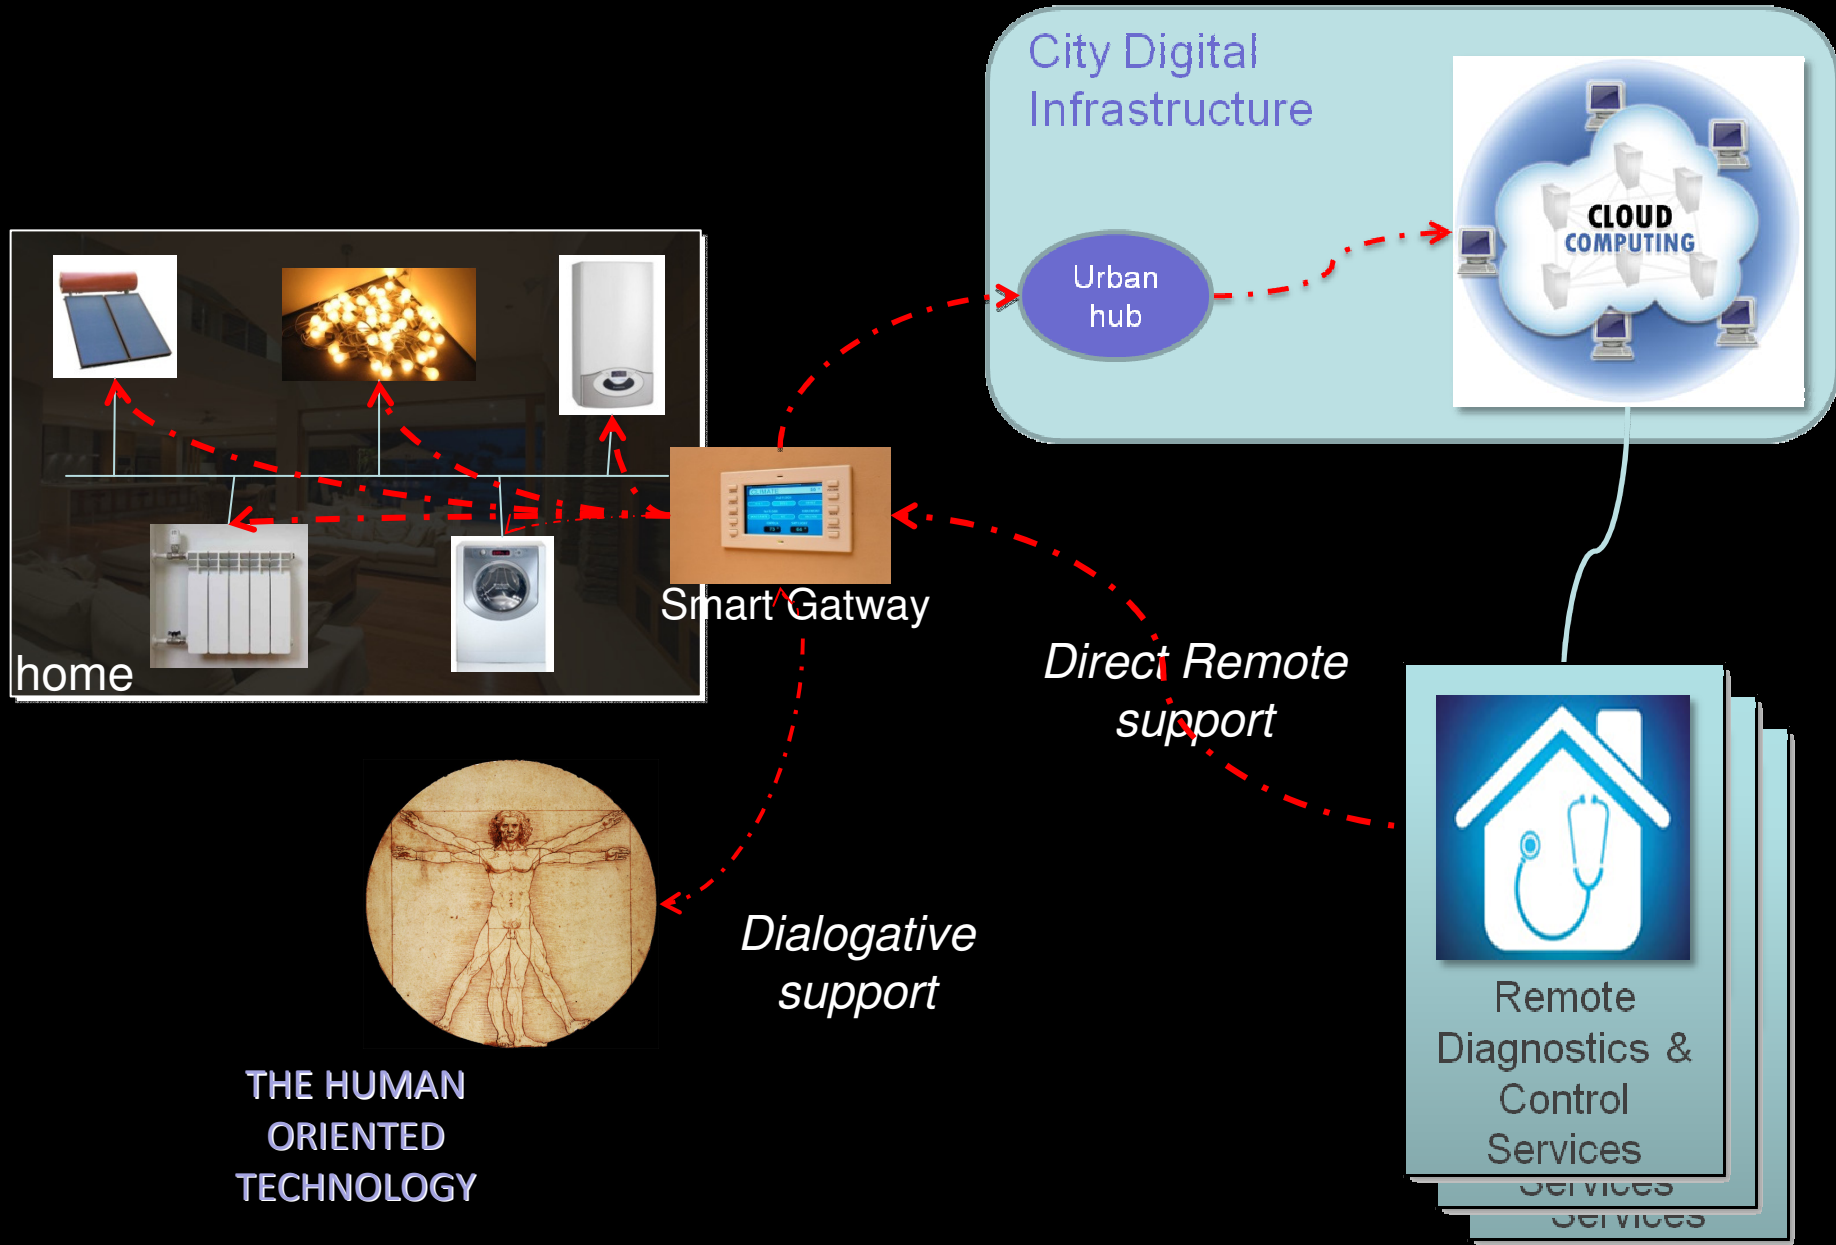 City Digital
Infrastructure
CLOUD
COMPUTING
Urban
hub
CLIMATE
Smart Gatway
home
Direct Remote
support
Dialogative
support
THE HUMAN
ORIENTED
TECHNOLOGY
Remote
Diagnostics &
Control
Services
Services
Services